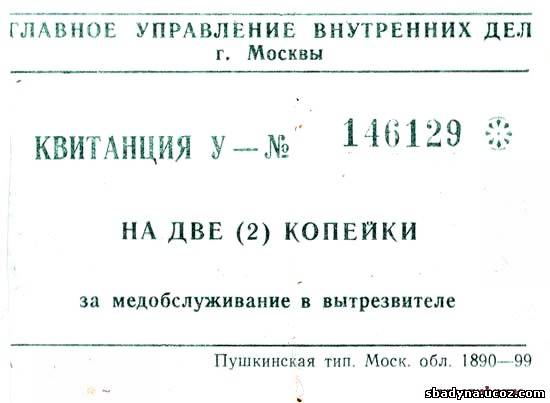 ГЛАВНОЕ УПРАВЛЕНИЕ ВНУТРЕННИХ ДЕЛ
г. Москвы
КВИТАНЦИЯ У — № 146129
НА ДВЕ (2) КОПЕЙКИ
за медобслуживание в вытрезвителе
Пушкинская тип. Моск. обл. 1890—99
sbadyna.ucoz.com